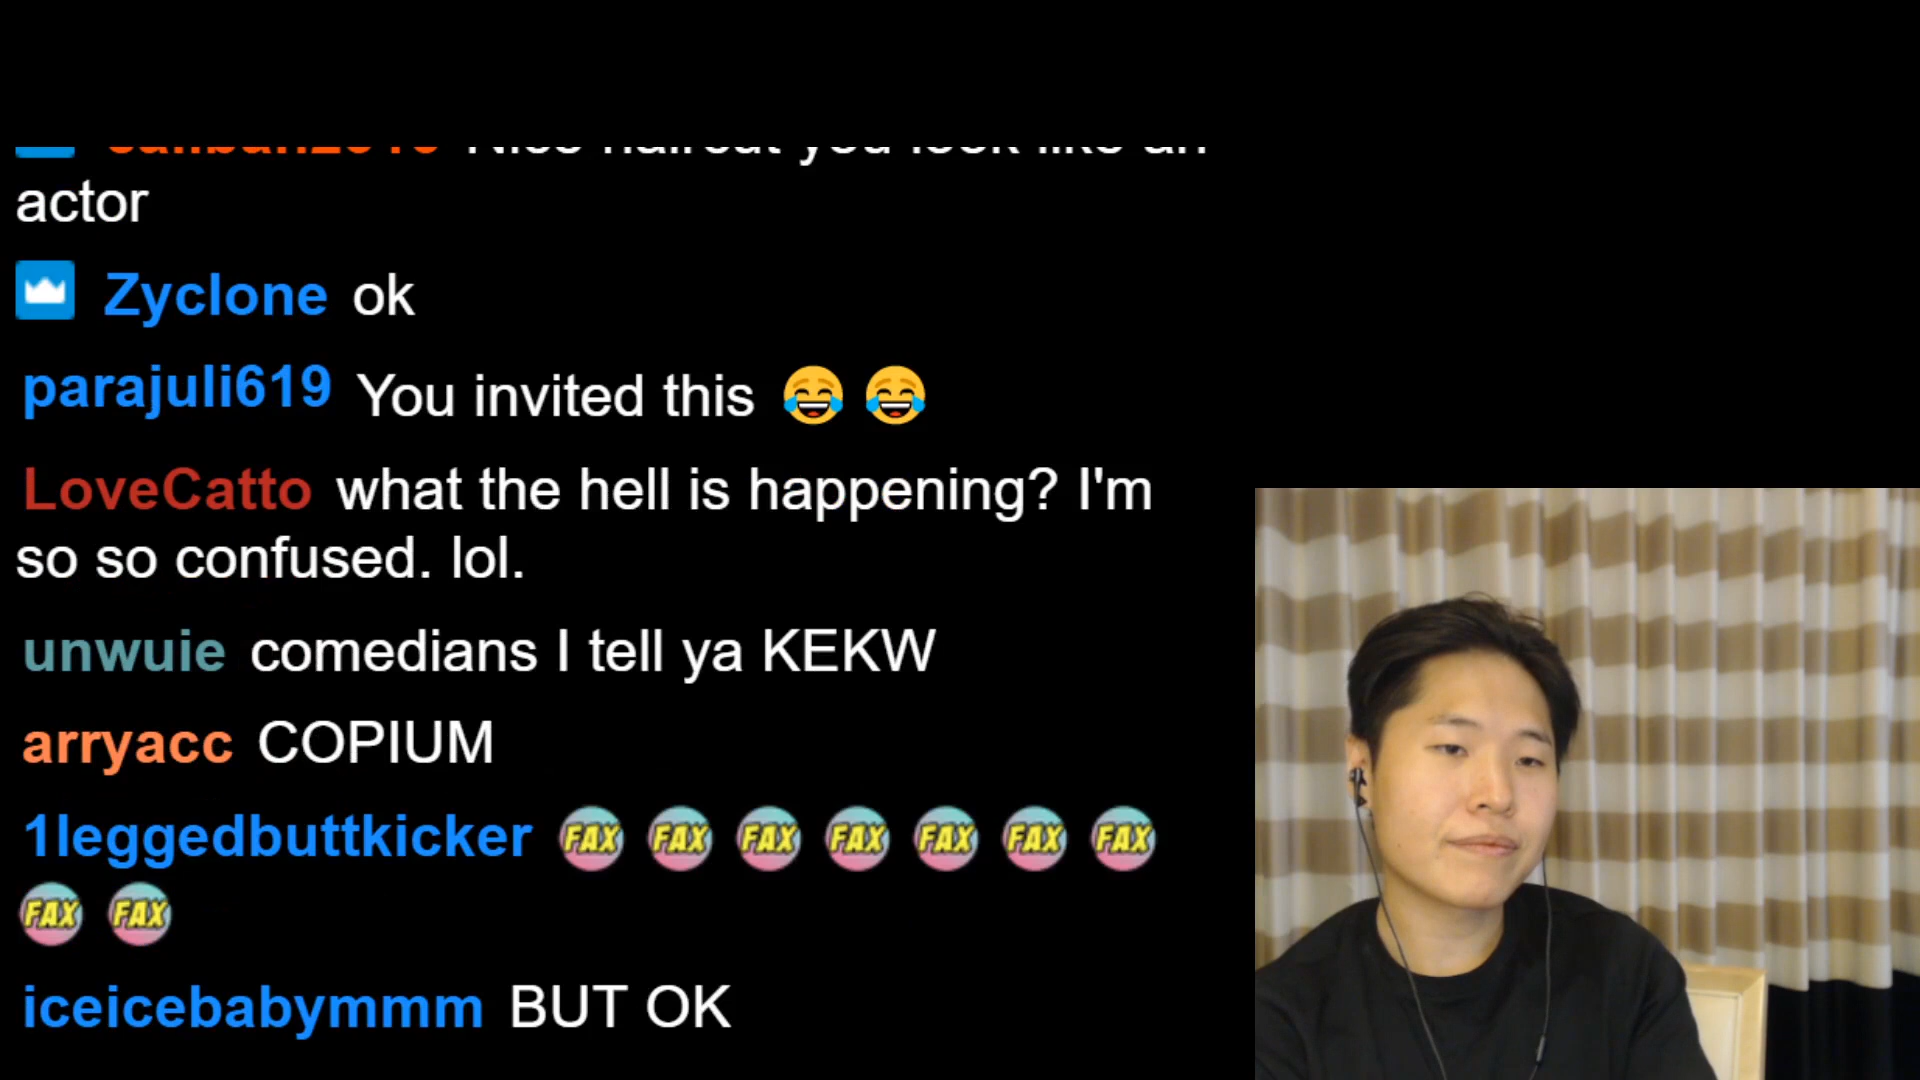 actor
Zyclone ok
parajuli619 You invited this 😂 😂
LoveCatto what the hell is happening? I'm
so so confused. lol.
unwuie comedians I tell ya KEKW
arryacc COPIUM
1leggedbuttkicker FAX FAX FAX FAX FAX FAX FAX
FAX FAX
iceicebabymmm BUT OK